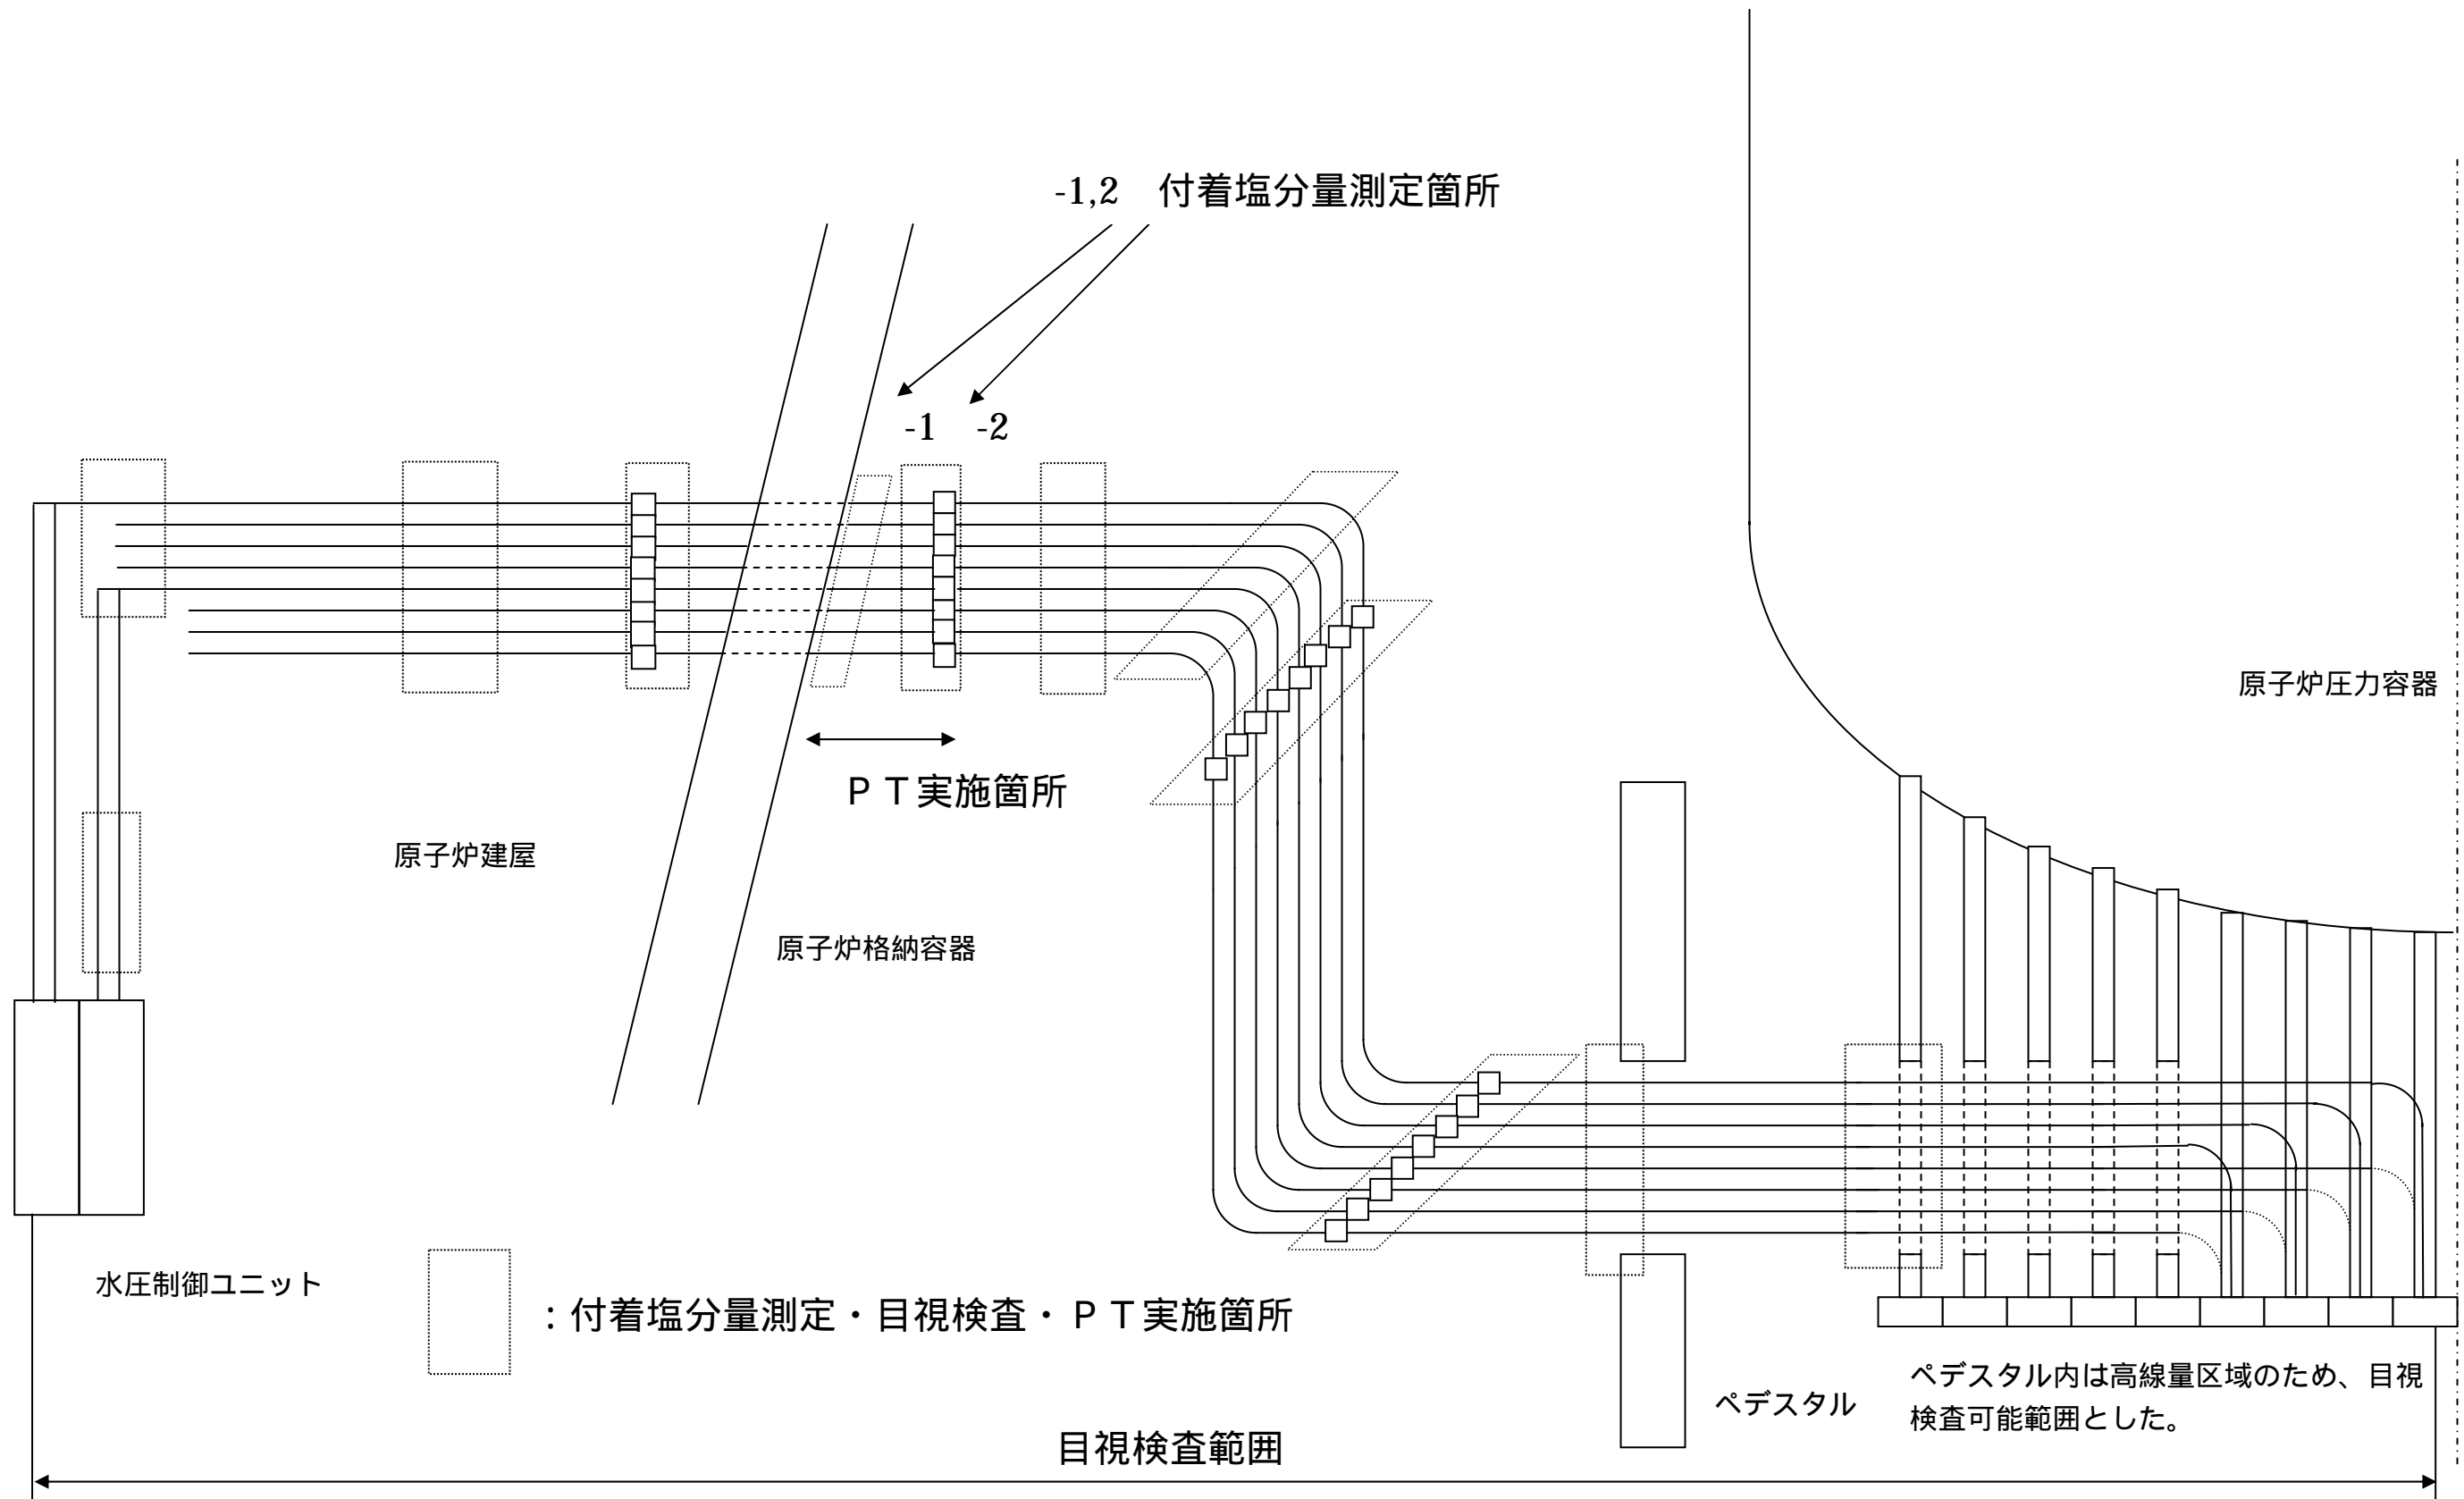 -1,2　付着塩分量測定箇所
-1　-2
原子炉圧力容器
ＰＴ実施箇所
原子炉建屋
原子炉格納容器
水圧制御ユニット
：付着塩分量測定・目視検査・ＰＴ実施箇所
ペデスタル内は高線量区域のため、目視
検査可能範囲とした。
ペデスタル
目視検査範囲